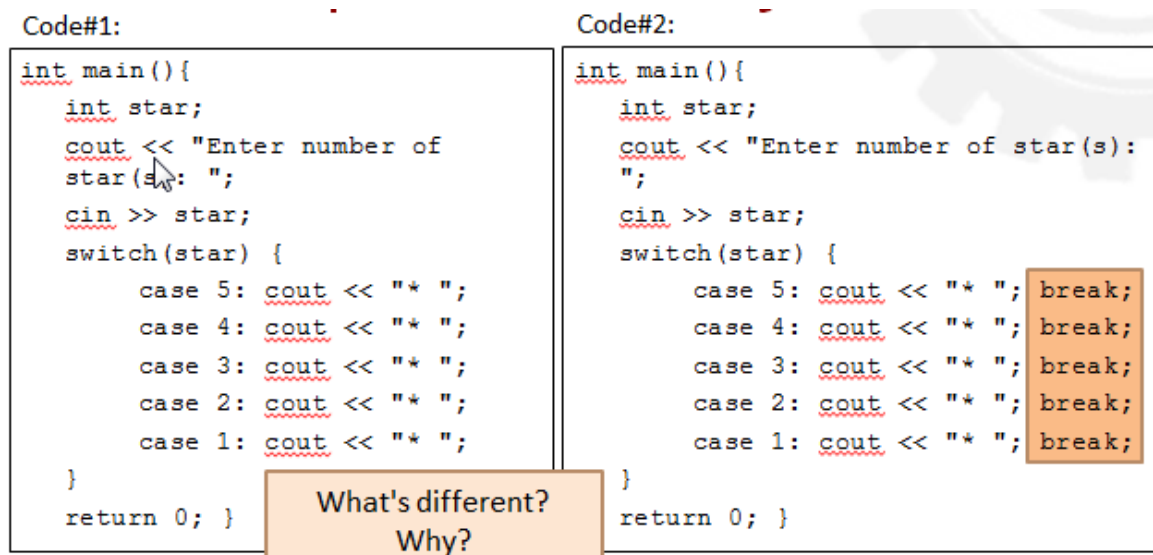 Code#1:
int main(){
int star;
cout << "Enter number of
star(s): ";
cin >> star;
switch(star) {
case 5: cout << "* ";
case 4: cout << "* ";
case 3: cout << "* ";
case 2: cout << "* ";
case 1: cout << "* ";
}
return 0; }
Code#2:
int main(){
int star;
cout << "Enter number of star(s):
";
cin >> star;
switch(star) {
case 5: cout << "* "; break;
case 4: cout << "* "; break;
case 3: cout << "* "; break;
case 2: cout << "* "; break;
case 1: cout << "* "; break;
}
return 0; }
What's different?
Why?